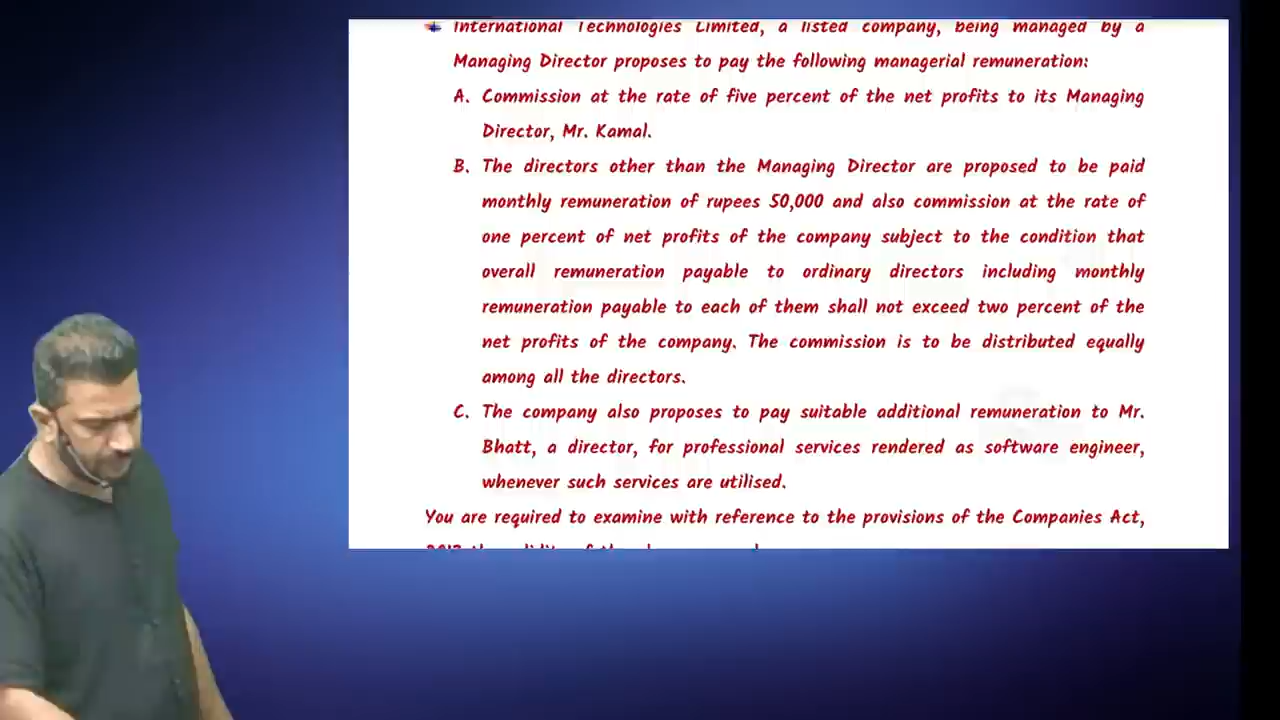 International Technologies Limited, a listed company, being managed by a
Managing Director proposes to pay the following managerial remuneration:
A. Commission at the rate of five percent of the net profits to its Managing
Director, Mr. Kamal.
B. The directors other than the Managing Director are proposed to be paid
monthly remuneration of rupees 50,000 and also commission at the rate of
one percent of net profits of the company subject to the condition that
overall remuneration payable to ordinary directors including monthly
remuneration payable to each of them shall not exceed two percent of the
net profits of the company. The commission is to be distributed equally
among all the directors.
C. The company also proposes to pay suitable additional remuneration to Mr.
Bhatt, a director, for professional services rendered as software engineer,
whenever such services are utilised.
You are required to examine with reference to the provisions of the Companies Act,